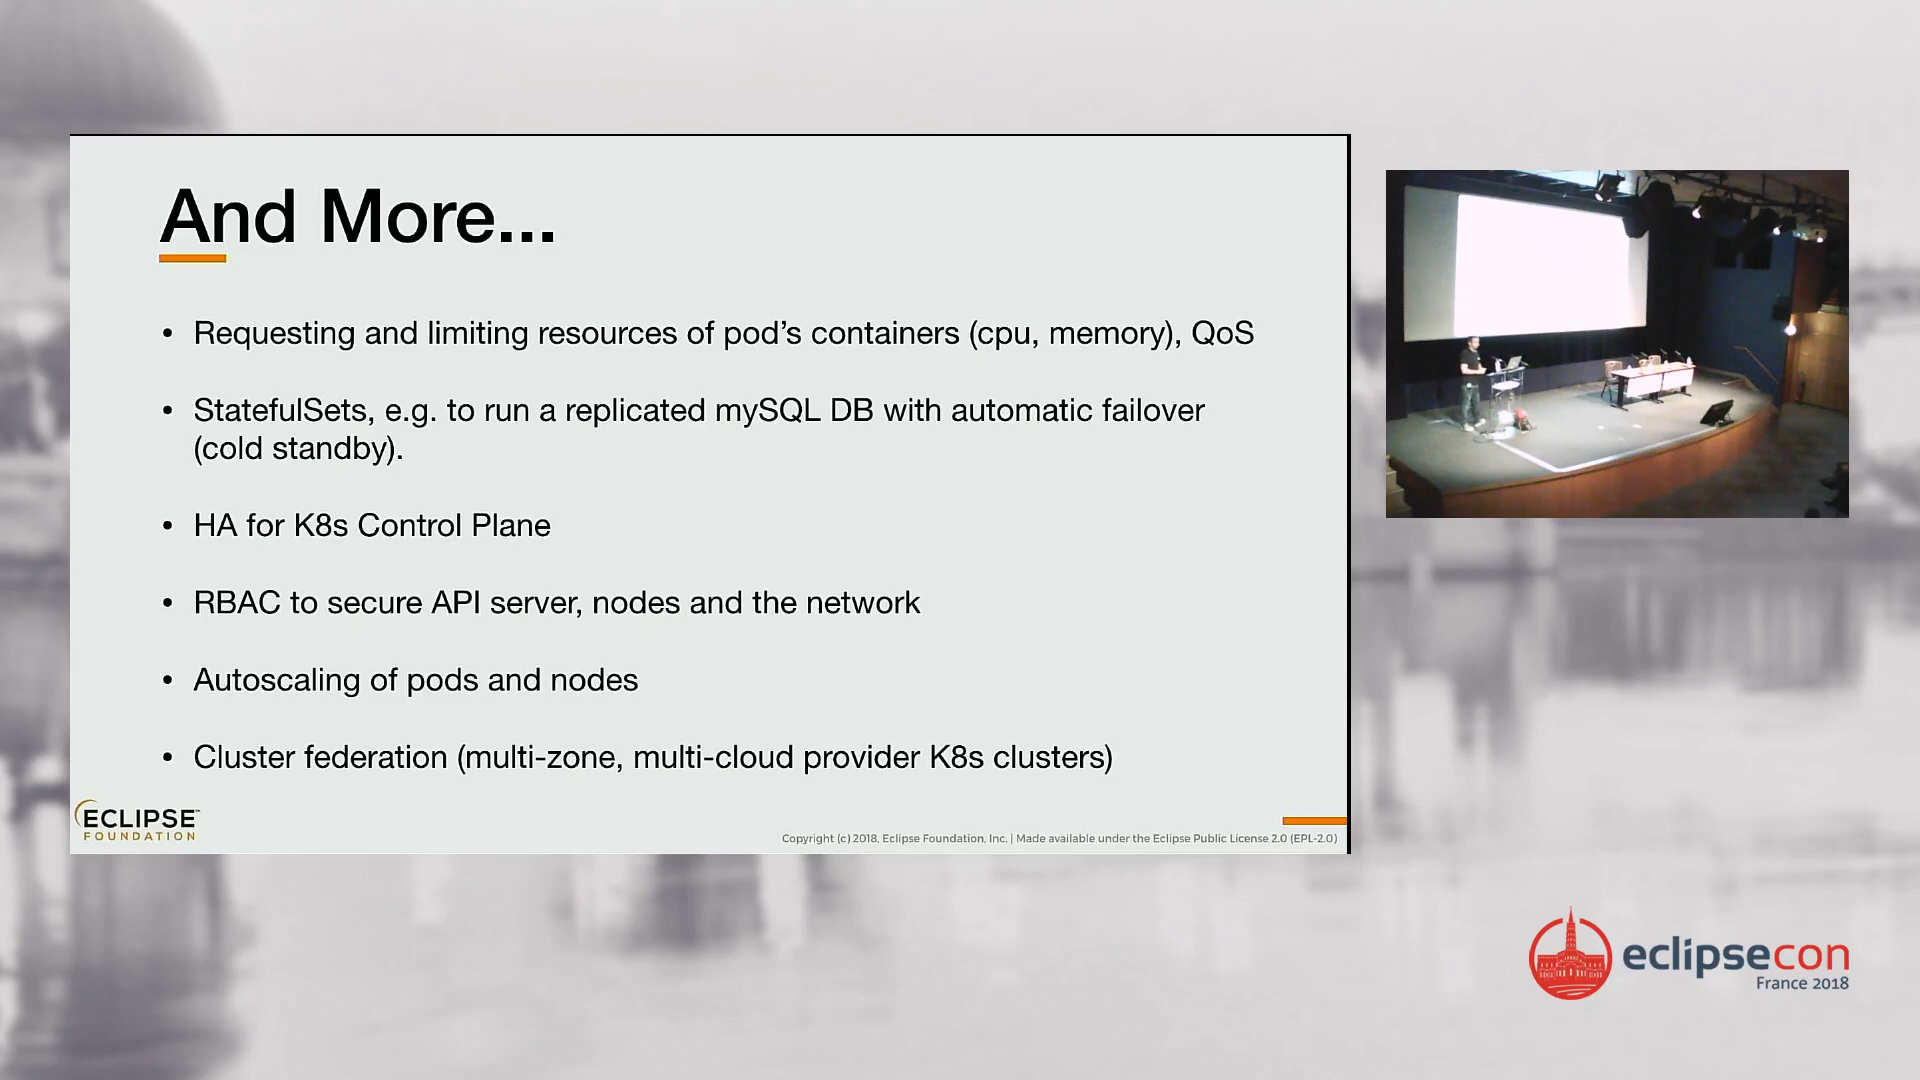 And More...
• Requesting and limiting resources of pod’s containers (cpu, memory), QoS
• StatefulSets, e.g. to run a replicated mySQL DB with automatic failover
(cold standby).
• HA for K8s Control Plane
• RBAC to secure API server, nodes and the network
• Autoscaling of pods and nodes
• Cluster federation (multi-zone, multi-cloud provider K8s clusters)
ECLIPSE™
FOUNDATION
Copyright (c) 2018, Eclipse Foundation, Inc. | Made available under the Eclipse Public License 2.0 (EPL-2.0)
eclipsecon
France 2018